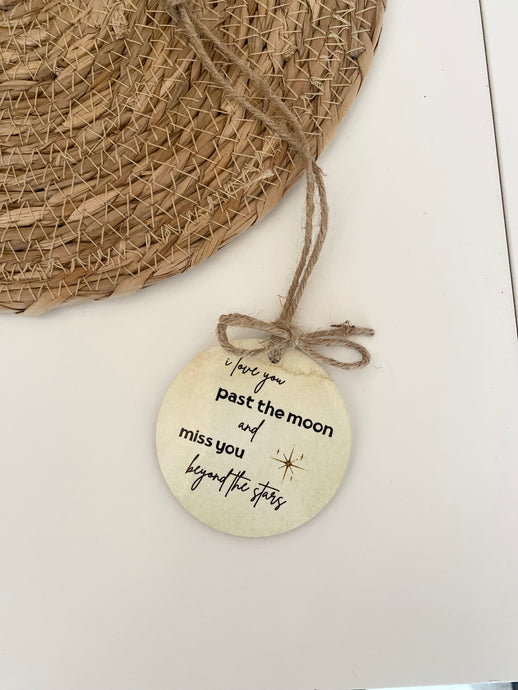 i love you
past the moon
and
miss you
beyond the stars